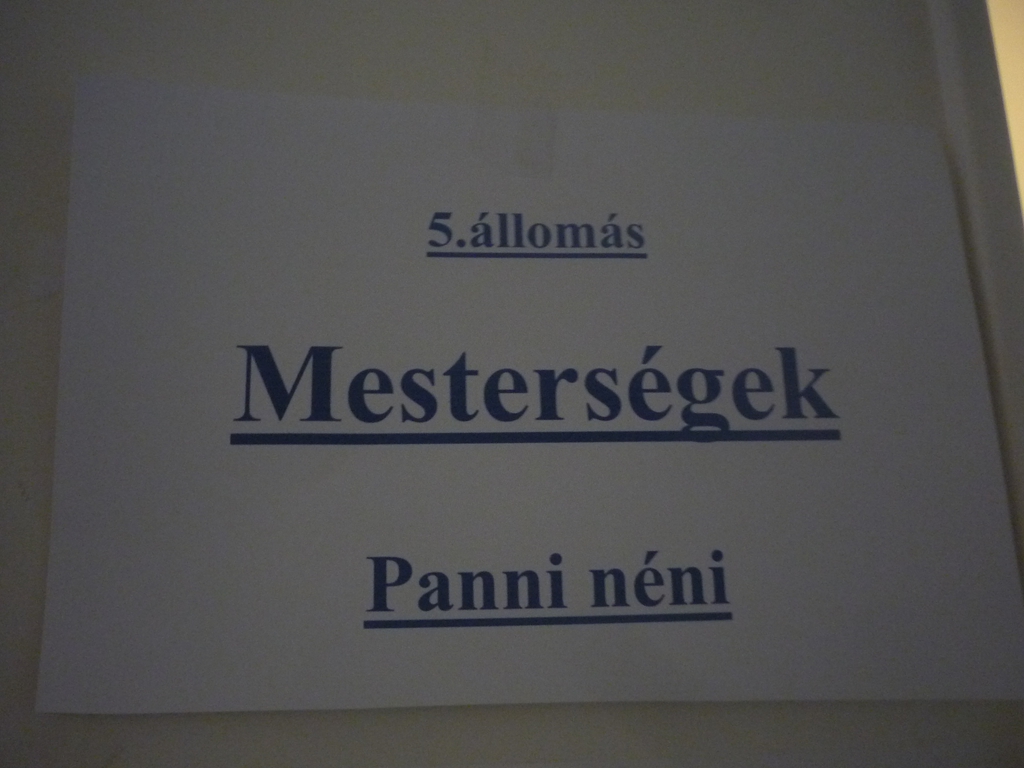 5.állomás
Mesterségek
Panni néni